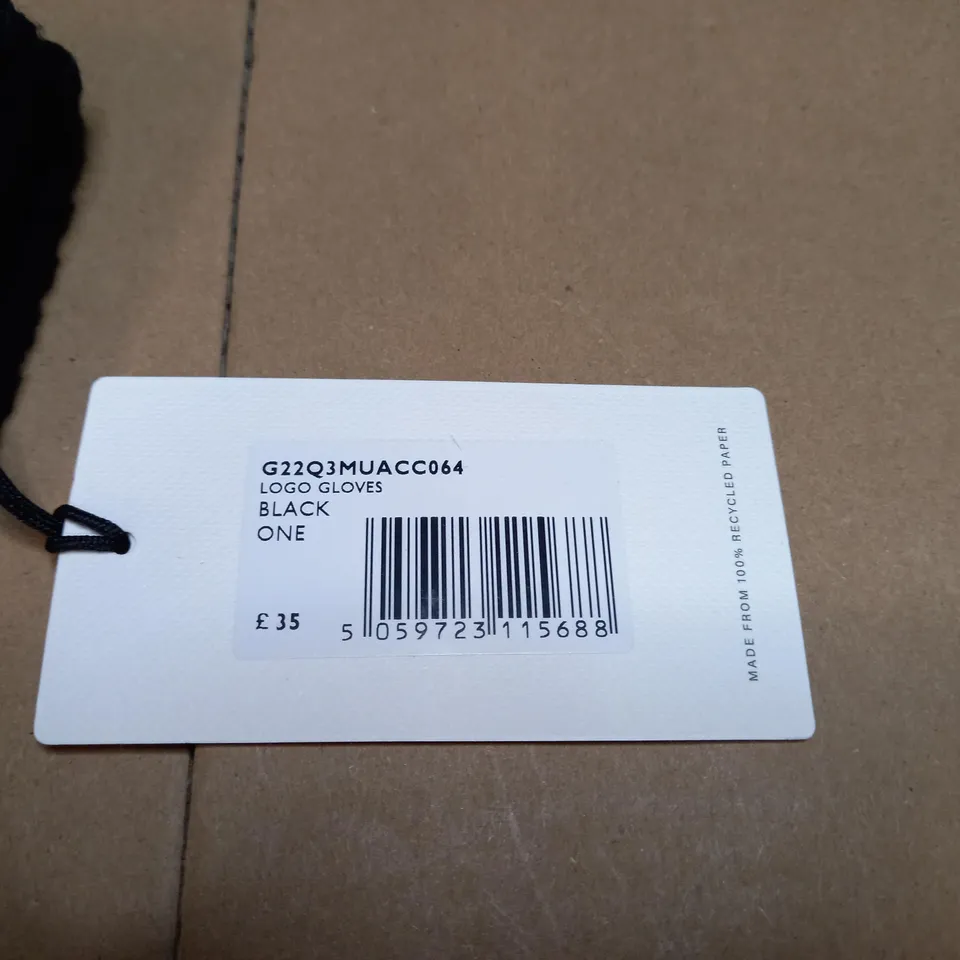 G22Q3MUACC064
LOGO GLOVES
BLACK
ONE
£ 35
5 059723 115688
MADE FROM 100% RECYCLED PAPER